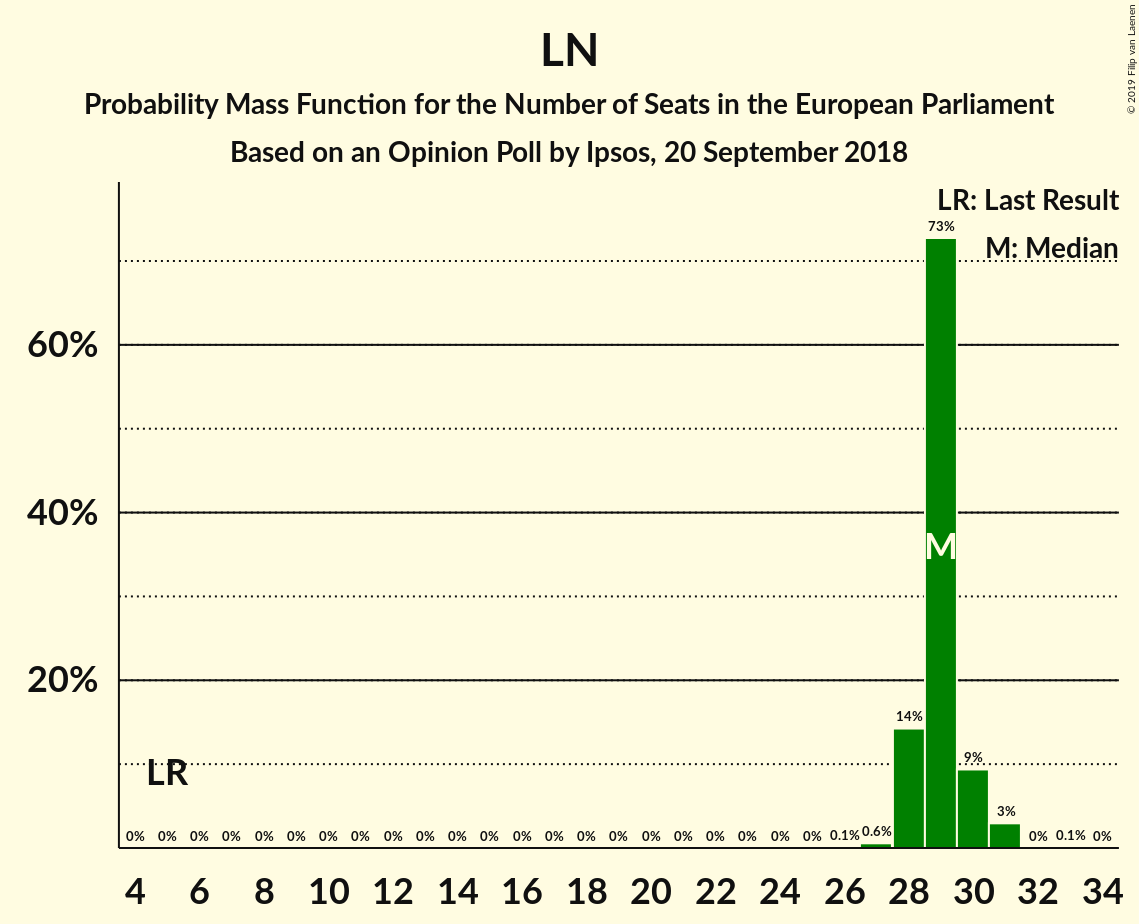 LN
Probability Mass Function for the Number of Seats in the European Parliament
Based on an Opinion Poll by Ipsos, 20 September 2018
© 2019 Filip van Laenen
LR: Last Result
M: Median
73%
60%
40%
M
20%
14%
LR
9%
3%
0% 0% 0% 0% 0% 0% 0% 0% 0% 0% 0% 0% 0% 0% 0% 0% 0% 0% 0% 0% 0% 0% 0.1% 0.6% 0% 0.1% 0%
4 6 8 10 12 14 16 18 20 22 24 26 28 30 32 34